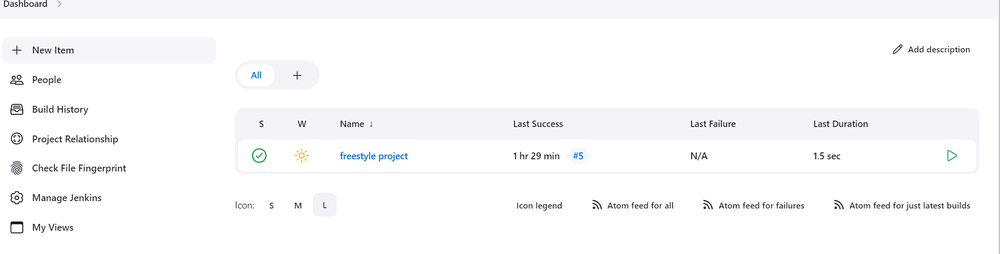 Dashboard
New Item
People
Build History
Project Relationship
Check File Fingerprint
Manage Jenkins
My Views
Add description
All
S W Name ↓ Last Success Last Failure Last Duration
freestyle project 1 hr 29 min #5 N/A 1.5 sec
Icon: S M L
Icon legend Atom feed for all Atom feed for failures Atom feed for just latest builds